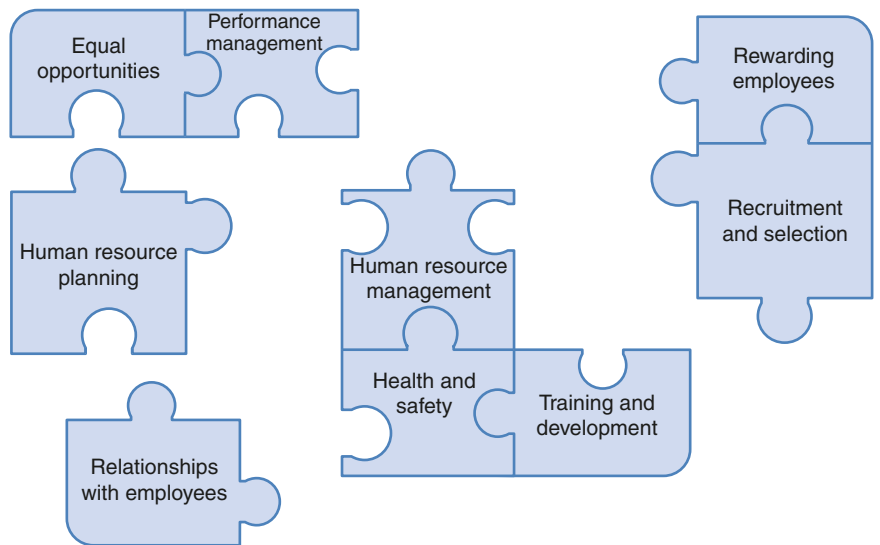 Equal
opportunities
Performance
management
Rewarding
employees
Human resource
planning
Human resource
management
Recruitment
and selection
Health and
safety
Training and
development
Relationships
with employees